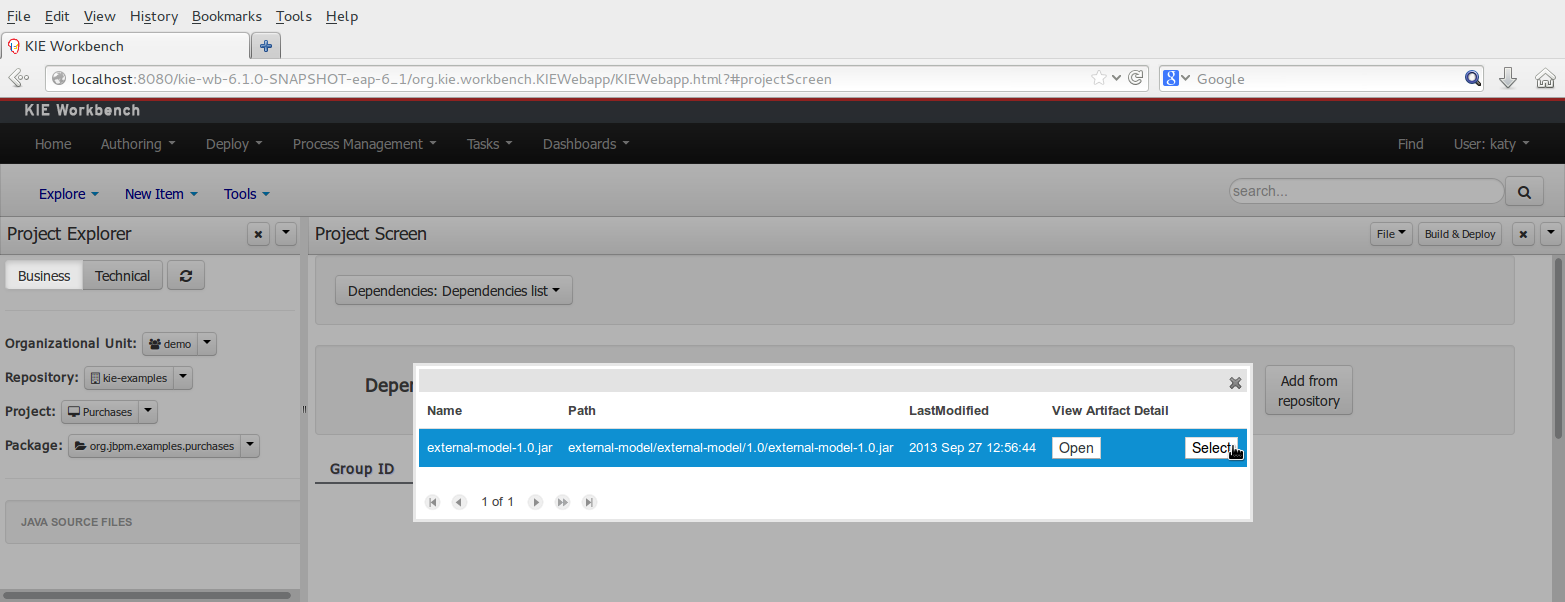 File Edit View History Bookmarks Tools Help
KIE Workbench
localhost:8080/kie-wb-6.1.0-SNAPSHOT-eap-6_1/org.kie.workbench.KIEWebapp/KIEWebapp.html?#projectScreen
8 Google
KIE Workbench
Home Authoring Deploy Process Management Tasks Dashboards Find User: katy
Explore New Item Tools search...
Project Explorer
Project Screen File Build & Deploy
Business Technical
Dependencies: Dependencies list
Organizational Unit: demo
Repository: kie-examples
Project: Purchases
Package: org.jbpm.examples.purchases
JAVA SOURCE FILES
Depen
Add from
repository
Group ID
Name Path LastModified View Artifact Detail
external-model-1.0.jar external-model/external-model/1.0/external-model-1.0.jar 2013 Sep 27 12:56:44 Open Select
1 of 1